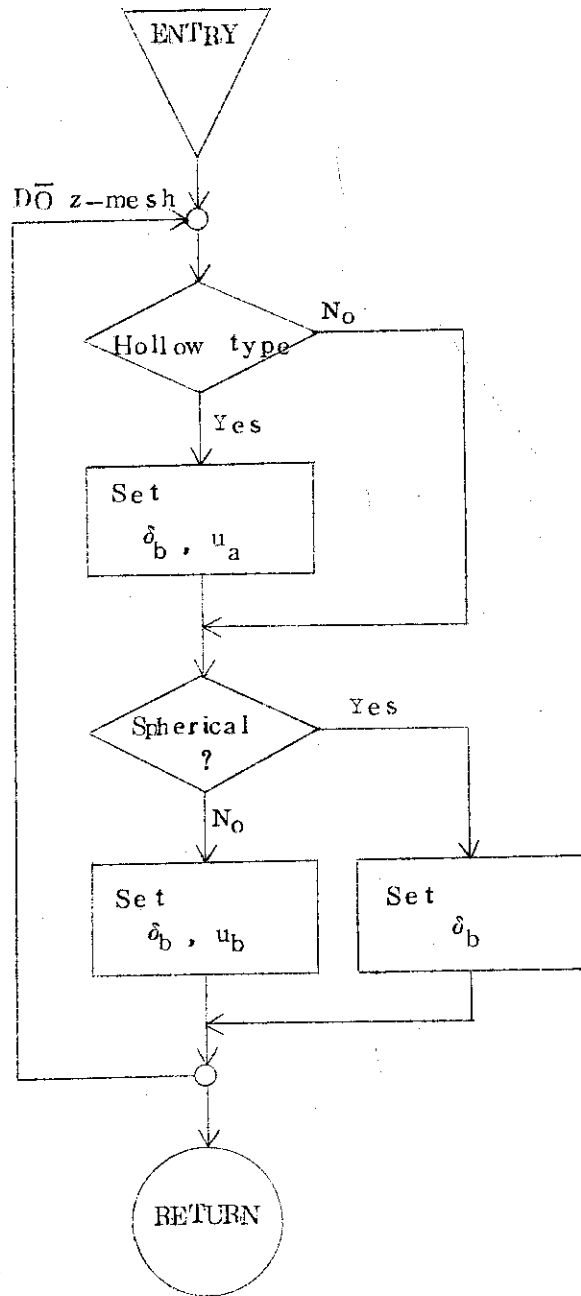 ENTRY
DŌ z-mesh
Hollow type
No
Yes
Set
δb , ua
Spherical
?
Yes
No
Set
δb , ub
Set
δb
RETURN